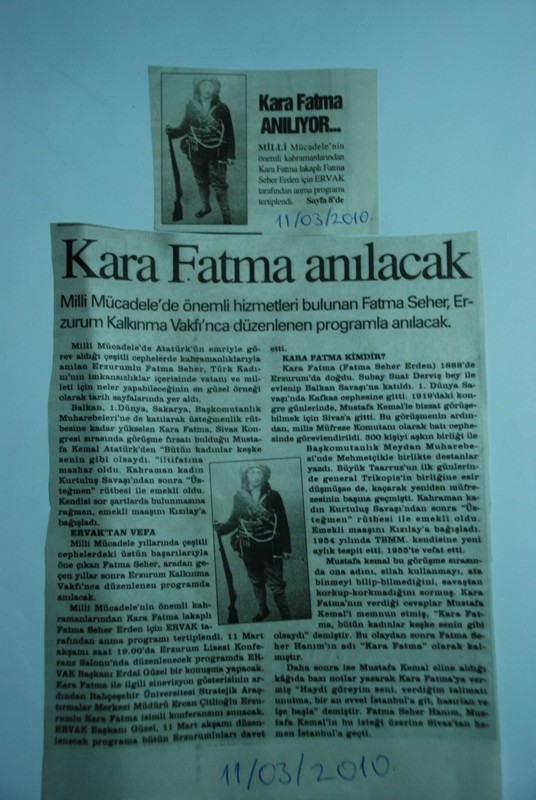 Kara Fatma
ANILIYOR...
MİLLİ Mücadele'nin
önemli kahramanlarından
Kara Fatma lakaplı Fatma
Seher Erden için ERVAK
tarafından anma programı
tertiplendi. Sayfa 8'de
11/03/2010.
Kara Fatma anılacak
Milli Mücadele'de önemli hizmetleri bulunan Fatma Seher, Er-
zurum Kalkınma Vakfı'nca düzenlenen programla anılacak.
Milli Mücadele'de Atatürk'ün emriyle gö-
rev aldığı çeşitli cephelerde kahramanlıklarıyla
anılan Erzurumlu Fatma Seher, Türk Kadı-
nı'nın imkansızlıklar içerisinde vatanı ve mil-
leti için neler yapabileceğinin en güzel örneği
olarak tarih sayfalarında yer aldı.
Balkan, 1.Dünya, Sakarya, Başkomutanlık
Muharebeleri'ne de katılarak üsteğmenlik rüt-
besine kadar yükselen Kara Fatma, Sivas Kon-
gresi sırasında görüşme fırsatı bulduğu Musta-
fa Kemal Atatürk'den "Bütün kadınlar keşke
senin gibi olsaydı. "iltifatına
mazhar oldu. Kahraman kadın
Kurtuluş Savaşı'ndan sonra "Üs-
teğmen" rütbesi ile emekli oldu.
Kendisi zor şartlarda bulunmasına
rağmen, emekli maaşını Kızılay'a
bağışladı.
ERVAK'TAN VEFA
Milli Mücadele yıllarında çeşitli
cephelerdeki üstün başarılarıyla
öne çıkan Fatma Seher, aradan ge-
çen yıllar sonra Erzurum Kalkınma
Vakfı'nca düzenlenen programda
anılacak.
Milli Mücadele'nin önemli kah-
ramanlarından Kara Fatma lakaplı
Fatma Seher Erden için ERVAK ta-
rafından anma programı tertiplendi. 11 Mart
akşamı saat 19.00'da Erzurum Lisesi Konfe-
rans Salonu'nda düzenlenecek programda ER-
VAK Başkanı Erdal Güzel bir konuşma yapacak.
Kara Fatma ile ilgili sinevizyon gösterisinin ar-
dından Bahçeşehir Üniversitesi Stratejik Araş-
tırmalar Merkezi Müdürü Ercan Çitlioğlu Erzu-
rumlu Kara Fatma isimli konferansını sunacak.
ERVAK Başkanı Güzel, 11 Mart akşamı düzen-
lenecek programa bütün Erzurumluları davet
etti.
KARA FATMA KİMDİR?
Kara Fatma (Fatma Seher Erden) 1888'de
Erzurum'da doğdu. Subay Suat Derviş bey ile
evlenip Balkan Savaşı'na katıldı. 1. Dünya Sa-
vaşı'nda Kafkas cephesine gitti. 1919'daki kon-
gre günlerinde, Mustafa Kemal'le bizzat görüşe-
bilmek için Sivas'a gitti. Bu görüşmenin ardın-
dan, milis Müfreze Komutanı olarak batı cephe-
sinde görevlendirildi. 300 kişiyi aşkın birliği ile
Başkomutanlık Meydan Muharebe-
si'nde Mehmetçikle birlikte destanlar
yazdı. Büyük Taarruz'un ilk günlerin-
de general Trikopis'in birliğine esir
düşmüşse de, kaçarak yeniden müfre-
zesinin başına geçmişti. Kahraman ka-
dın Kurtuluş Savaşı'ndan sonra "Üs-
teğmen" rütbesi ile emekli oldu.
Emekli maaşını Kızılay'a bağışladı.
1954 yılında TBMM. kendisine yeni
aylık tespit etti. 1955'te vefat etti.
Mustafa kemal bu görüşme sırasın-
da ona adını, silah kullanmayı, ata
binmeyi bilip-bilmediğini, savaştan
korkup-korkmadığını sormuş. Kara
Fatma'nın verdiği cevaplar Mustafa
Kemal'i memnun etmiş, "Kara Fat-
ma, bütün kadınlar keşke senin gibi
olsaydı" demiştir. Bu olaydan sonra Fatma Se-
her Hanım'ın adı "Kara Fatma" olarak kal-
mıştır.
Daha sonra ise Mustafa Kemal eline aldığı
kâğıda bazı notlar yazarak Kara Fatma'ya ver-
miş "Haydi göreyim seni, verdiğim talimatı
unutma, bir an evvel İstanbul'a git, hazırlan ve
işe başla" demiştir. Fatma Seher Hanım, Mus-
tafa Kemal'in bu isteği üzerine Sivas'tan he-
men İstanbul'a geçti.
11/03/2010.